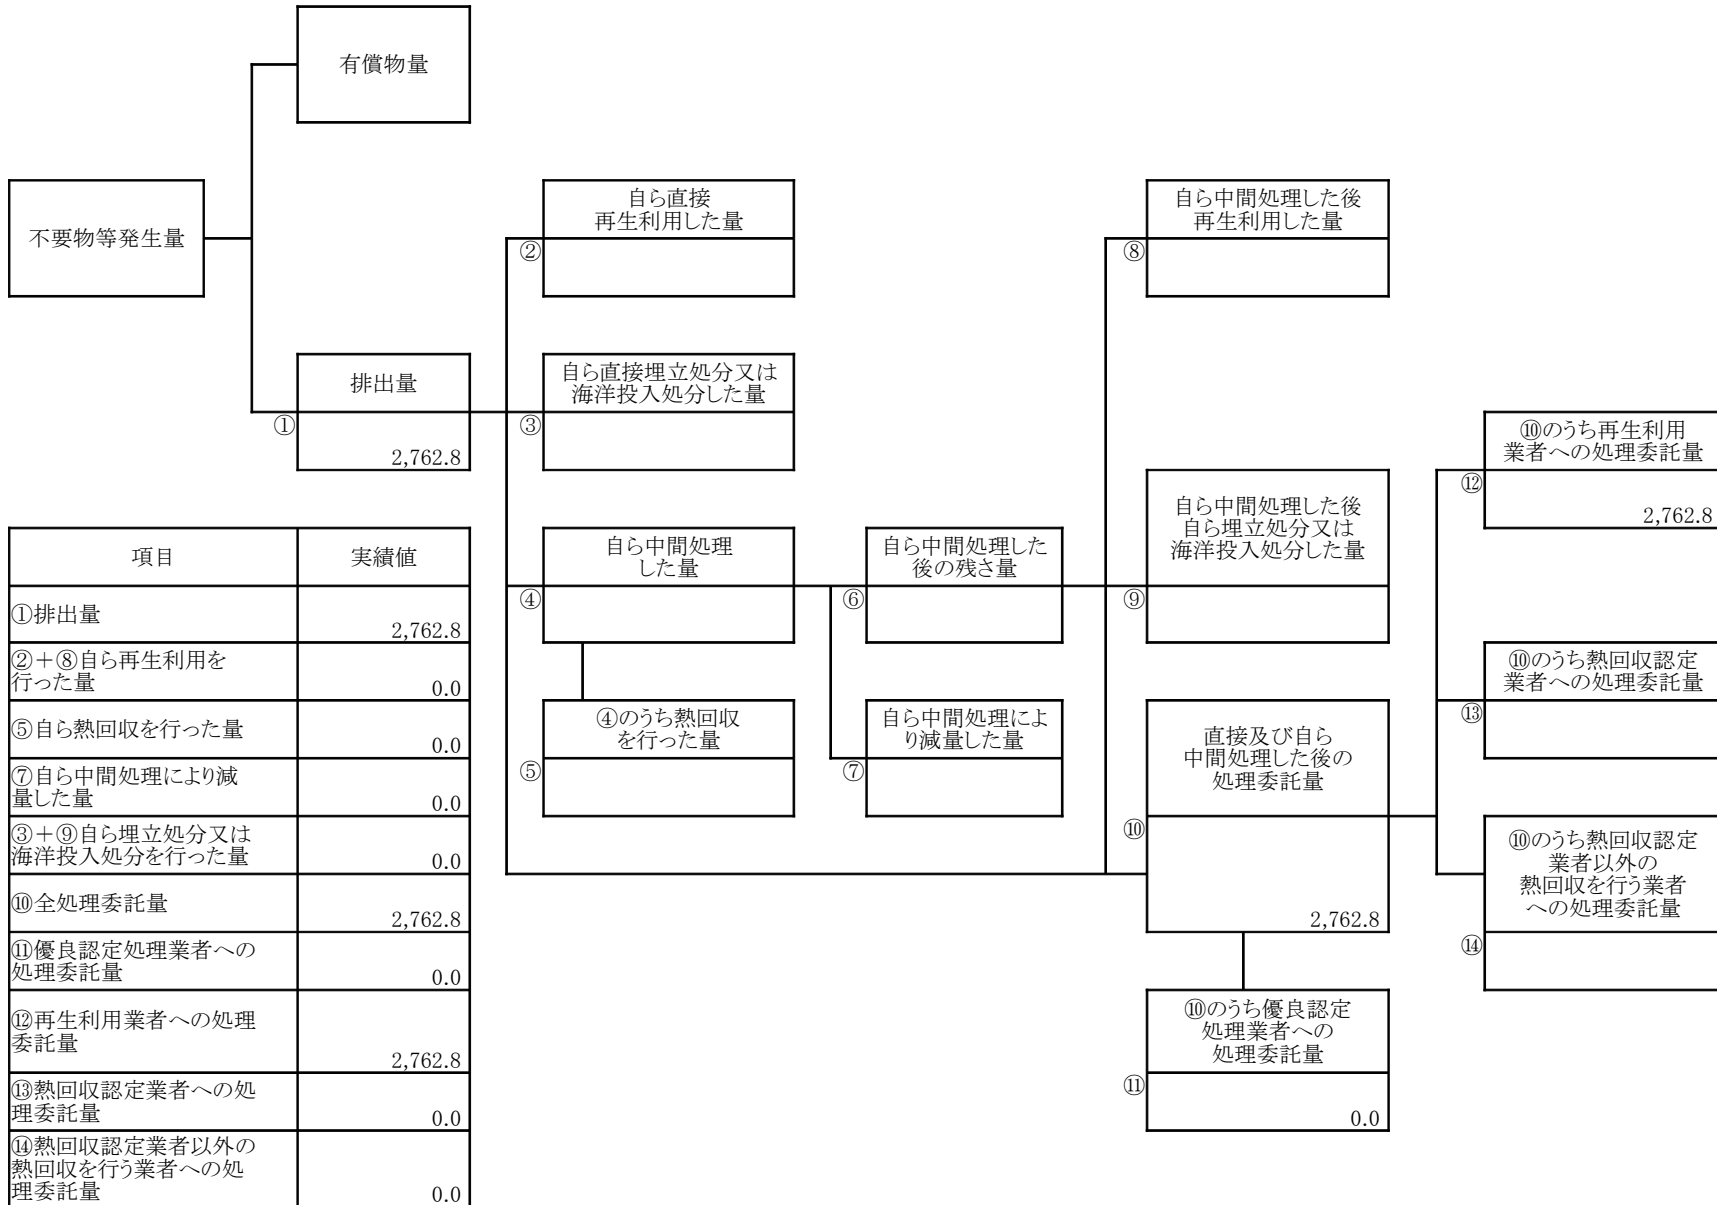 有償物量
不要物等発生量
自ら直接
再生利用した量
②
自ら中間処理した後
再生利用した量
⑧
排出量
①
2,762.8
自ら直接埋立処分又は
海洋投入処分した量
③
⑩のうち再生利用
業者への処理委託量
⑫
2,762.8
自ら中間処理した後
自ら埋立処分又は
海洋投入処分した量
⑨
自ら中間処理
した量
④
自ら中間処理した
後の残さ量
⑥
⑩のうち熱回収認定
業者への処理委託量
⑬
④のうち熱回収
を行った量
⑤
自ら中間処理によ
り減量した量
⑦
直接及び自ら
中間処理した後の
処理委託量
⑩
2,762.8
⑩のうち熱回収認定
業者以外の
熱回収を行う業者
への処理委託量
⑭
⑩のうち優良認定
処理業者への
処理委託量
⑪
0.0
項目 実績値
①排出量
2,762.8
②+⑧自ら再生利用を
行った量
0.0
⑤自ら熱回収を行った量
0.0
⑦自ら中間処理により減
量した量
0.0
③+⑨自ら埋立処分又は
海洋投入処分を行った量
0.0
⑩全処理委託量
2,762.8
⑪優良認定処理業者への
処理委託量
0.0
⑫再生利用業者への処理
委託量
2,762.8
⑬熱回収認定業者への処
理委託量
0.0
⑭熱回収認定業者以外の
熱回収を行う業者への処
理委託量
0.0